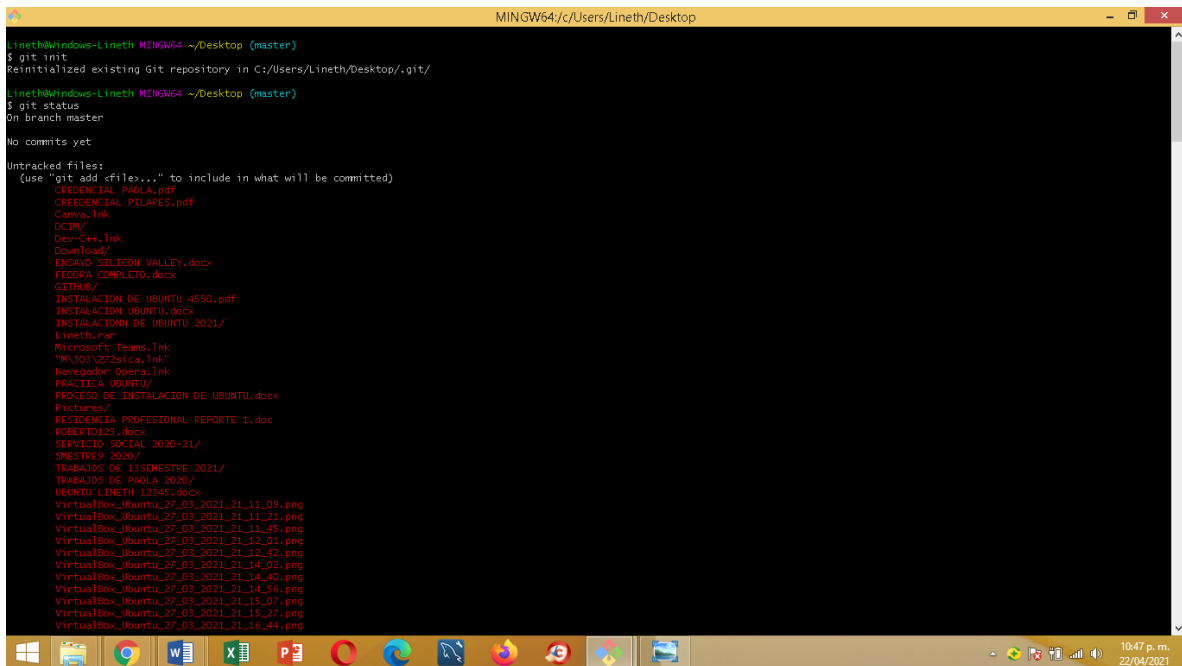 MINGW64:/c/Users/Lineth/Desktop
Lineth@Windows-Lineth MINGW64 ~/Desktop (master)
$ git init
Reinitialized existing Git repository in C:/Users/Lineth/Desktop/.git/
Lineth@Windows-Lineth MINGW64 ~/Desktop (master)
$ git status
On branch master
No commits yet
Untracked files:
(use "git add <file>..." to include in what will be committed)
CREDENCIAL PAOLA.pdf
CREEDENCIAL PILARES.pdf
Canva.lnk
DCIM/
Dev-C++.lnk
Download/
ENSAYO SILICON VALLEY.docx
FEODRA COMPLETO.docx
GITHUB/
INSTALACION DE UBUNTU 4SSO.pdf
INSTALACION UBUNTU.docx
INSTALACIONN DE UBUNTU 2021/
Lineth.rar
Microsoft Teams.lnk
"M\303\272sica.lnk"
Navegador Opera.lnk
PRACTICA UBUNTU/
PROCESO DE INSTALACION DE UBUNTU.docx
Pictures/
RESIDENCIA PROFESIONAL REPORTE 1.doc
ROBERTO123.docx
SERVICIO SOCIAL 2020-21/
SMESTRE9 2020/
TRABAJOS DE 13SEMESTRE 2021/
TRABAJOS DE PAOLA 2020/
UBUNTU LINETH 12345.docx
VirtualBox_Ubuntu_27_03_2021_21_11_09.png
VirtualBox_Ubuntu_27_03_2021_21_11_21.png
VirtualBox_Ubuntu_27_03_2021_21_11_45.png
VirtualBox_Ubuntu_27_03_2021_21_12_01.png
VirtualBox_Ubuntu_27_03_2021_21_12_42.png
VirtualBox_Ubuntu_27_03_2021_21_14_02.png
VirtualBox_Ubuntu_27_03_2021_21_14_40.png
VirtualBox_Ubuntu_27_03_2021_21_14_56.png
VirtualBox_Ubuntu_27_03_2021_21_15_07.png
VirtualBox_Ubuntu_27_03_2021_21_15_27.png
VirtualBox_Ubuntu_27_03_2021_21_16_44.png
10:47 p. m.
22/04/2021